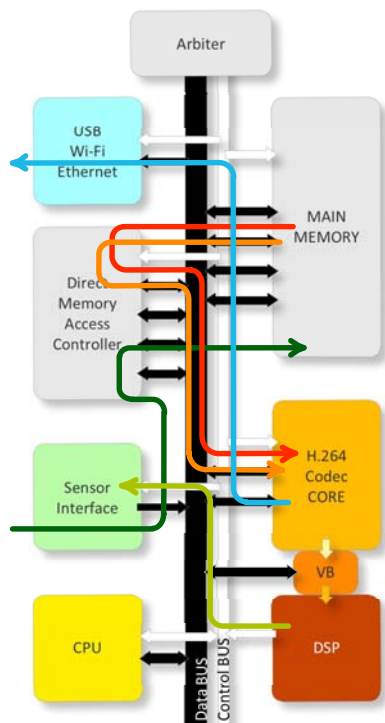 Arbiter
USB
Wi-Fi
Ethernet
MAIN
MEMORY
Direct
Memory
Access
Controller
H.264
Codec
CORE
Sensor
Interface
VB
CPU
DSP
Data BUS
Control BUS